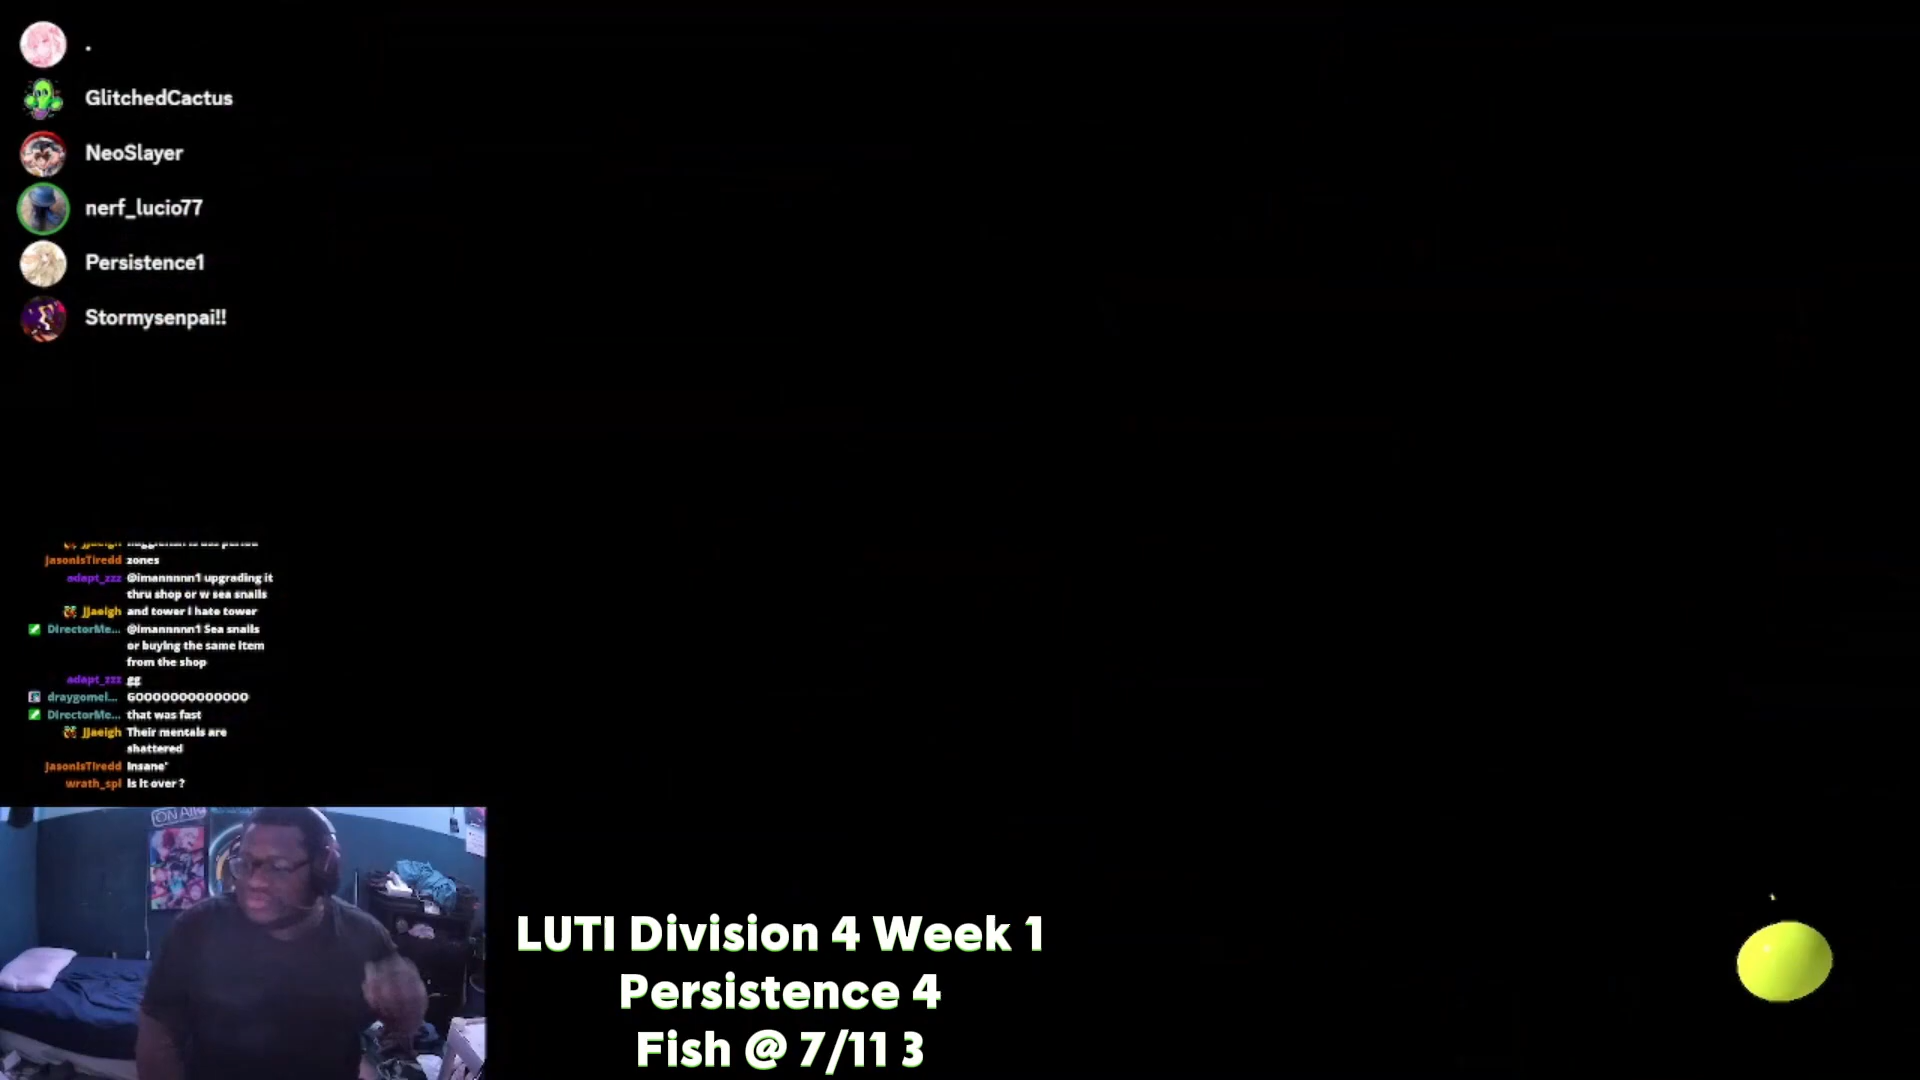 .
GlitchedCactus
NeoSlayer
nerf_lucio77
Persistence1
Stormysenpai!!
JJaeigh
JasonIsTiredd zones
adapt_zzz @imannnnn1 upgrading it
thru shop or w sea snails
JJaeigh and tower I hate tower
DirectorMe... @imannnnn1 Sea snails
or buying the same item
from the shop
adapt_zzz gg
draygomel... GOOOOOOOOOOOOO
DirectorMe... that was fast
JJaeigh Their mentals are
shattered
JasonIsTiredd Insane'
wrath_spl Is it over ?
ON AIR
LUTI Division 4 Week 1
Persistence 4
Fish @ 7/11 3